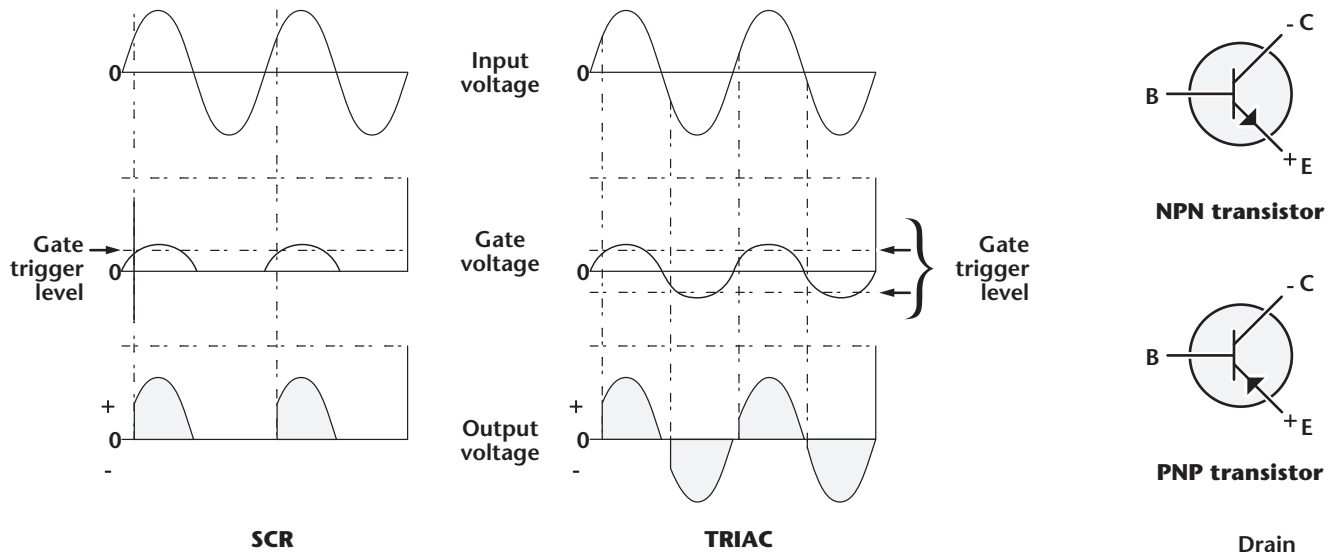 0
Gate
trigger
level
0
+
0
-
SCR
Input
voltage
Gate
voltage
Output
voltage
0
0
+
0
-
Gate
trigger
level
TRIAC
- C
B
+ E
NPN transistor
- C
B
+ E
PNP transistor
Drain